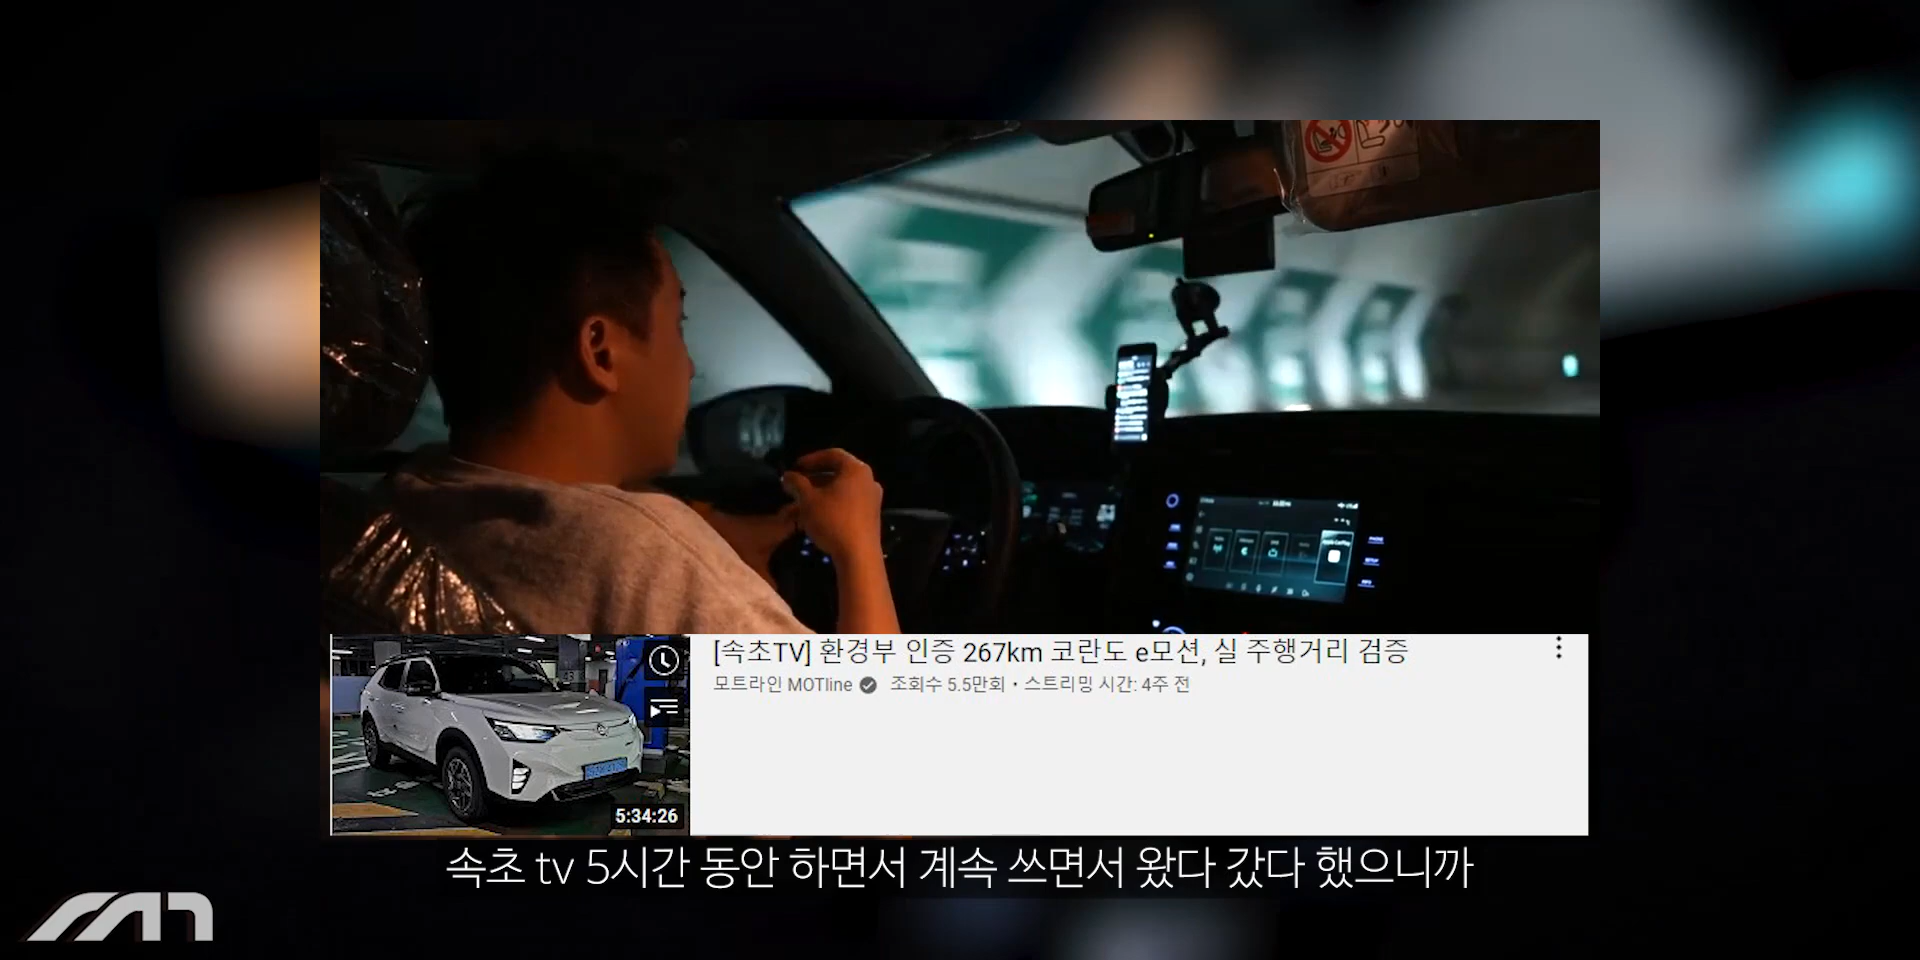 [속초TV] 환경부 인증 267km 코란도 e모션, 실 주행거리 검증
모트라인 MOTline 조회수 5.5만회 • 스트리밍 시간: 4주 전
5:34:26
속초 tv 5시간 동안 하면서 계속 쓰면서 왔다 갔다 했으니까